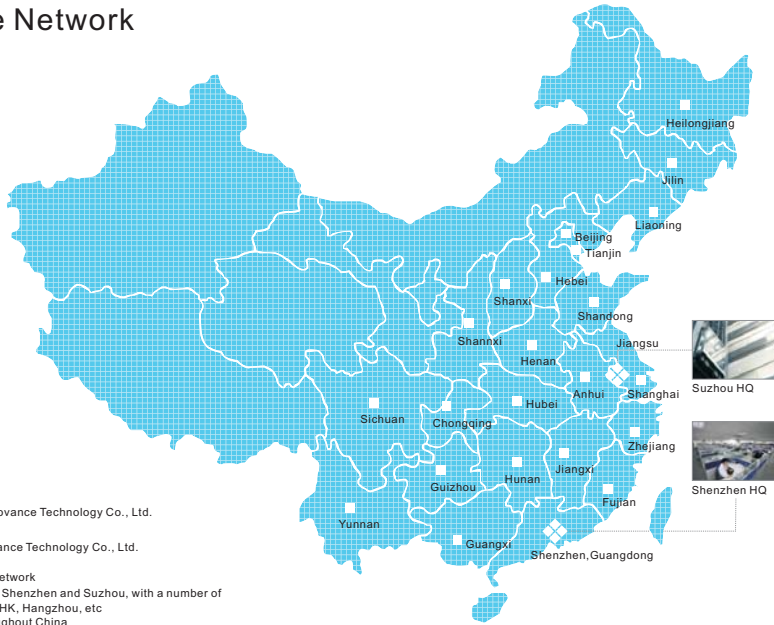 e Network
Heilongjiang
Jilin
Liaoning
Beijing
Tianjin
Hebei
Shanxi
Shandong
Shannxi
Jiangsu
Henan
Suzhou HQ
Anhui
Shanghai
Hubei
Sichuan
Chongqing
Zhejiang
Jiangxi
Hunan
Guizhou
Shenzhen HQ
Fujian
ovance Technology Co., Ltd.
Yunnan
Guangxi
ance Technology Co., Ltd.
Shenzhen,Guangdong
etwork
Shenzhen and Suzhou, with a number of
HK, Hangzhou, etc
ghout China